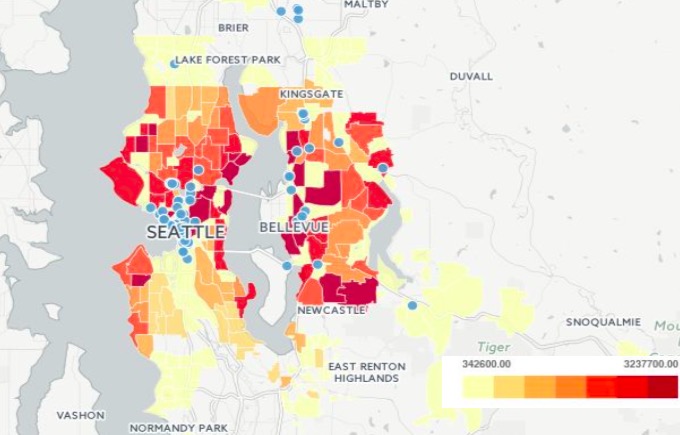 MALTBY
BRIER
LAKE FOREST PARK
DUVALL
KINGSGATE
SEATTLE
BELLEVUE
NEWCASTLE
SNOQUALMIE
Tiger
342600.00 3237700.00
EAST RENTON
HIGHLANDS
VASHON
NORMANDY PARK